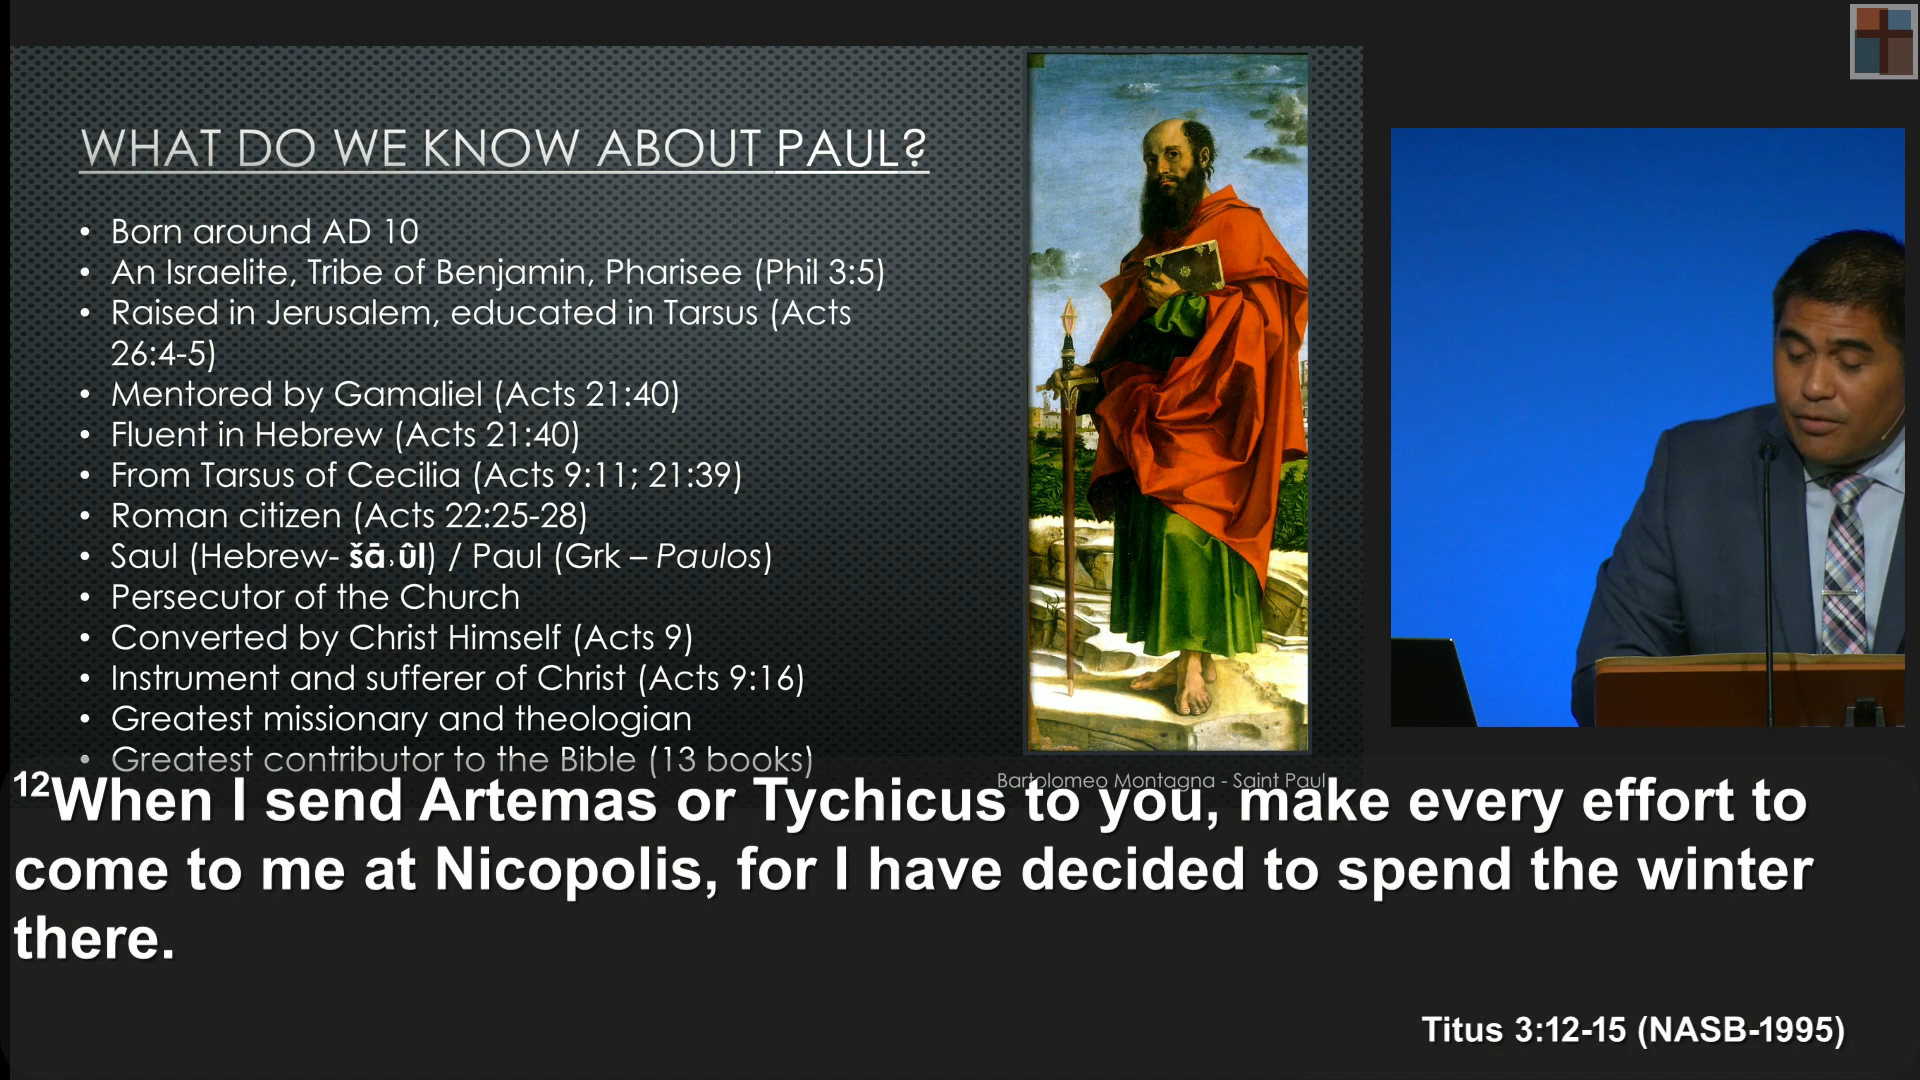 WHAT DO WE KNOW ABOUT PAUL?
• Born around AD 10
• An Israelite, Tribe of Benjamin, Pharisee (Phil 3:5)
• Raised in Jerusalem, educated in Tarsus (Acts
26:4-5)
• Mentored by Gamaliel (Acts 21:40)
• Fluent in Hebrew (Acts 21:40)
• From Tarsus of Cecilia (Acts 9:11; 21:39)
• Roman citizen (Acts 22:25-28)
• Saul (Hebrew- šāʾûl) / Paul (Grk – Paulos)
• Persecutor of the Church
• Converted by Christ Himself (Acts 9)
• Instrument and sufferer of Christ (Acts 9:16)
• Greatest missionary and theologian
• Greatest contributor to the Bible (13 books)
Bartolomeo Montagna - Saint Paul
¹²When I send Artemas or Tychicus to you, make every effort to
come to me at Nicopolis, for I have decided to spend the winter
there.
Titus 3:12-15 (NASB-1995)